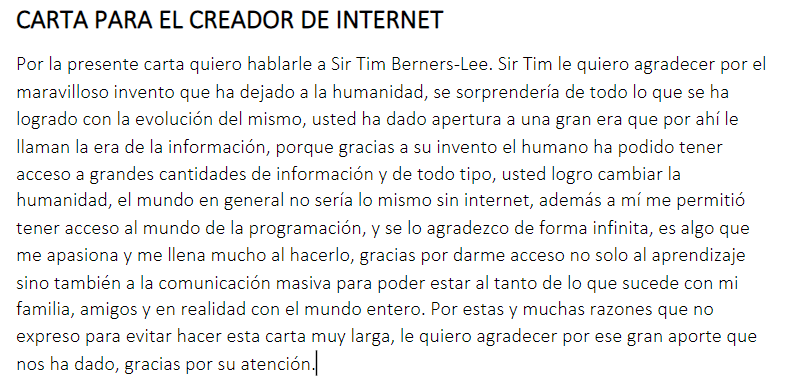 CARTA PARA EL CREADOR DE INTERNET
Por la presente carta quiero hablarle a Sir Tim Berners-Lee. Sir Tim le quiero agradecer por el
maravilloso invento que ha dejado a la humanidad, se sorprendería de todo lo que se ha
logrado con la evolución del mismo, usted ha dado apertura a una gran era que por ahí le
llaman la era de la información, porque gracias a su invento el humano ha podido tener
acceso a grandes cantidades de información y de todo tipo, usted logro cambiar la
humanidad, el mundo en general no sería lo mismo sin internet, además a mí me permitió
tener acceso al mundo de la programación, y se lo agradezco de forma infinita, es algo que
me apasiona y me llena mucho al hacerlo, gracias por darme acceso no solo al aprendizaje
sino también a la comunicación masiva para poder estar al tanto de lo que sucede con mi
familia, amigos y en realidad con el mundo entero. Por estas y muchas razones que no
expreso para evitar hacer esta carta muy larga, le quiero agradecer por ese gran aporte que
nos ha dado, gracias por su atención.